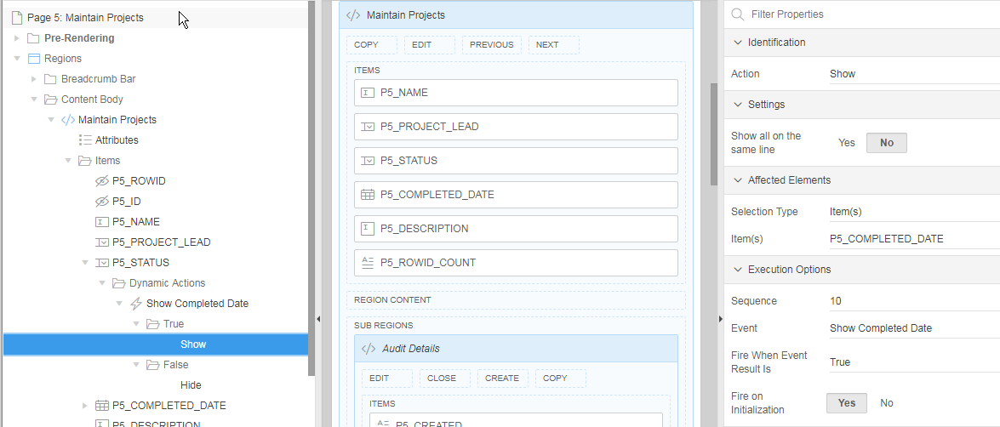 Page 5: Maintain Projects
Pre-Rendering
Regions
Breadcrumb Bar
Content Body
Maintain Projects
Attributes
Items
P5_ROWID
P5_ID
P5_NAME
P5_PROJECT_LEAD
P5_STATUS
Dynamic Actions
Show Completed Date
True
Show
False
Hide
P5_COMPLETED_DATE
P5_DESCRIPTION
Maintain Projects
COPY EDIT PREVIOUS NEXT
ITEMS
P5_NAME
P5_PROJECT_LEAD
P5_STATUS
P5_COMPLETED_DATE
P5_DESCRIPTION
P5_ROWID_COUNT
REGION CONTENT
SUB REGIONS
Audit Details
EDIT CLOSE CREATE COPY
ITEMS
P5_CREATED
Filter Properties
Identification
Action Show
Settings
Show all on the
same line Yes No
Affected Elements
Selection Type Item(s)
Item(s) P5_COMPLETED_DATE
Execution Options
Sequence 10
Event Show Completed Date
Fire When Event
Result Is True
Fire on
Initialization Yes No